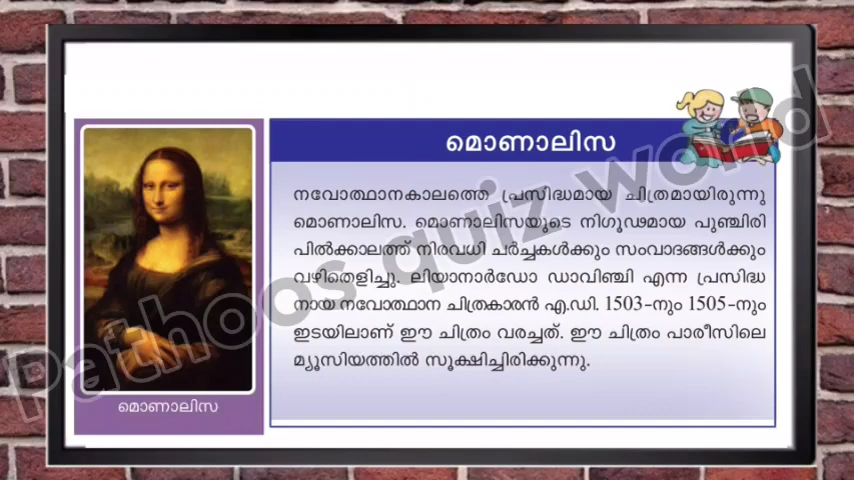 മൊണാലിസ
നവോത്ഥാനകാലത്തെ പ്രസിദ്ധമായ ചിത്രമായിരുന്നു
മൊണാലിസ. മൊണാലിസയുടെ നിഗൂഢമായ പുഞ്ചിരി
പിൽക്കാലത്ത് നിരവധി ചർച്ചകൾക്കും സംവാദങ്ങൾക്കും
വഴിതെളിച്ചു. ലിയാനാർഡോ ഡാവിഞ്ചി എന്ന പ്രസിദ്ധ
നായ നവോത്ഥാന ചിത്രകാരൻ എ.ഡി. 1503-നും 1505-നും
ഇടയിലാണ് ഈ ചിത്രം വരച്ചത്. ഈ ചിത്രം പാരീസിലെ
മ്യൂസിയത്തിൽ സൂക്ഷിച്ചിരിക്കുന്നു.
മൊണാലിസ
Pathoos quiz world